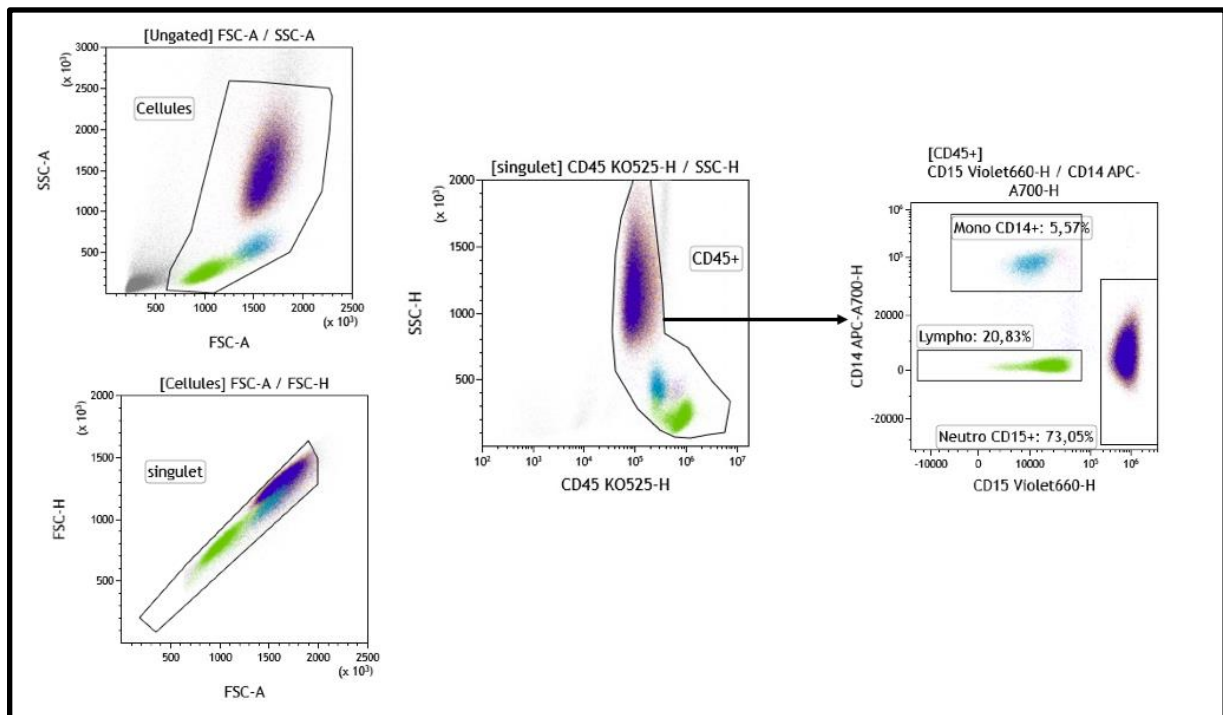 [Ungated] FSC-A / SSC-A
(x 10³)
3000
2500
2000
1500
1000
500
SSC-A
Cellules
500 1000 1500 2000 2500
(x 10³)
FSC-A
[Cellules] FSC-A / FSC-H
(x 10³)
2000
1500
1000
500
FSC-H
singulet
500 1000 1500 2000 2500
(x 10³)
FSC-A
[singulet] CD45 KO525-H / SSC-H
(x 10³)
2000
1500
1000
500
SSC-H
CD45+
10² 10³ 10⁴ 10⁵ 10⁶ 10⁷
CD45 KO525-H
[CD45+]
CD15 Violet660-H / CD14 APC-
A700-H
10⁶
10⁵
20000
0
-20000
CD14 APC-A700-H
Mono CD14+: 5,57%
Lympho: 20,83%
Neutro CD15+: 73,05%
-10000 0 10000 10⁵ 10⁶
CD15 Violet660-H